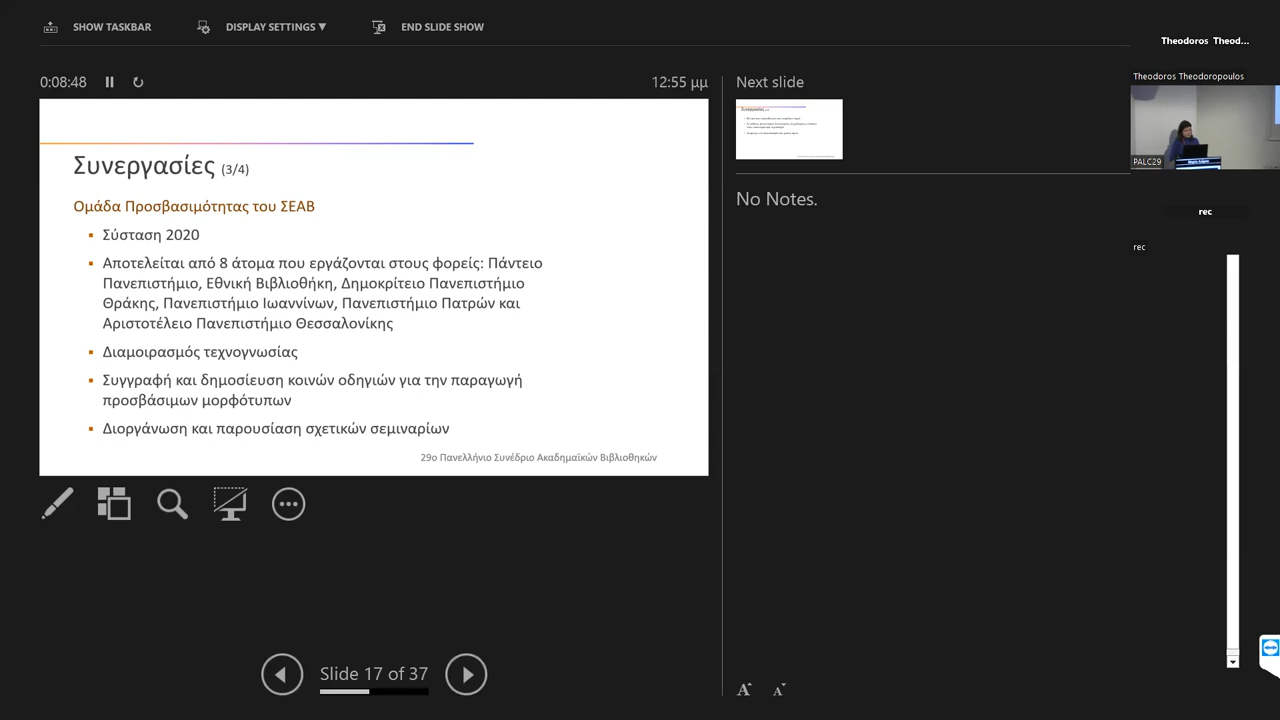 SHOW TASKBAR
DISPLAY SETTINGS ▼
END SLIDE SHOW
Theodoros Theod...
0:08:48
12:55 μμ
Next slide
Theodoros Theodoropoulos
Συνεργασίες
Συνεργασίες (3/4)
PALC29
Ομάδα Προσβασιμότητας του ΣΕΑΒ
No Notes.
rec
▪ Σύσταση 2020
rec
▪ Αποτελείται από 8 άτομα που εργάζονται στους φορείς: Πάντειο
Πανεπιστήμιο, Εθνική Βιβλιοθήκη, Δημοκρίτειο Πανεπιστήμιο
Θράκης, Πανεπιστήμιο Ιωαννίνων, Πανεπιστήμιο Πατρών και
Αριστοτέλειο Πανεπιστήμιο Θεσσαλονίκης
▪ Διαμοιρασμός τεχνογνωσίας
▪ Συγγραφή και δημοσίευση κοινών οδηγιών για την παραγωγή
προσβάσιμων μορφότυπων
▪ Διοργάνωση και παρουσίαση σχετικών σεμιναρίων
29ο Πανελλήνιο Συνέδριο Ακαδημαϊκών Βιβλιοθηκών
Slide 17 of 37
A A